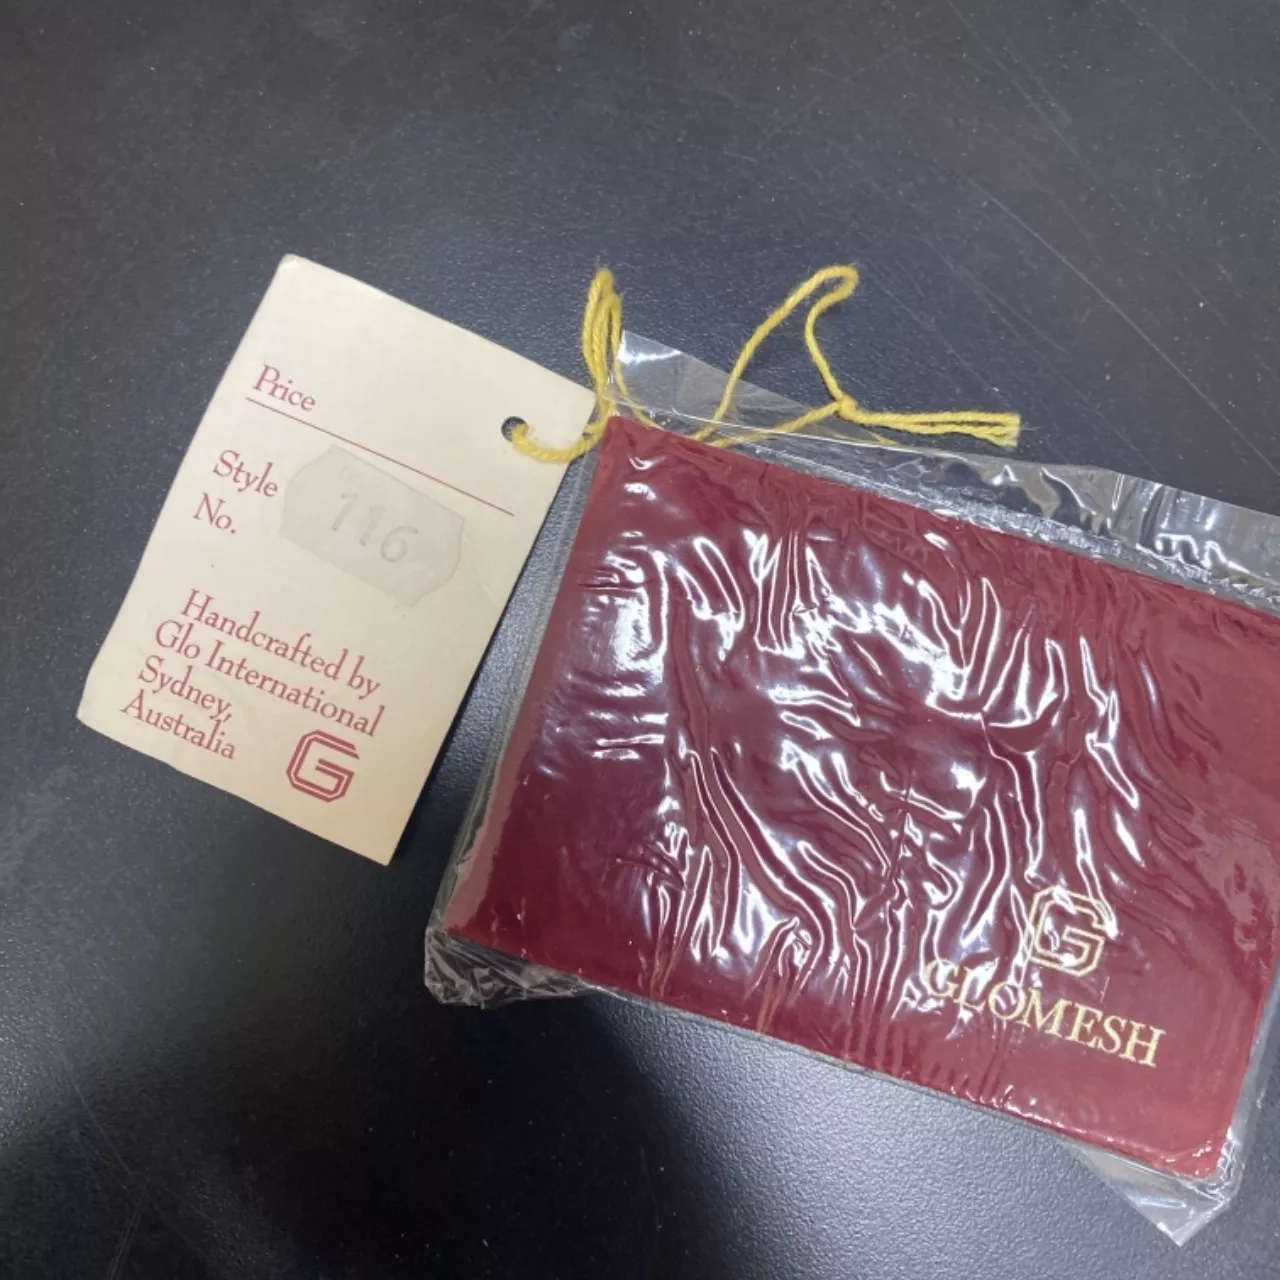 Price
Style 116
No.
Handcrafted by
Glo International
Sydney,
Australia
G
G
GLOMESH